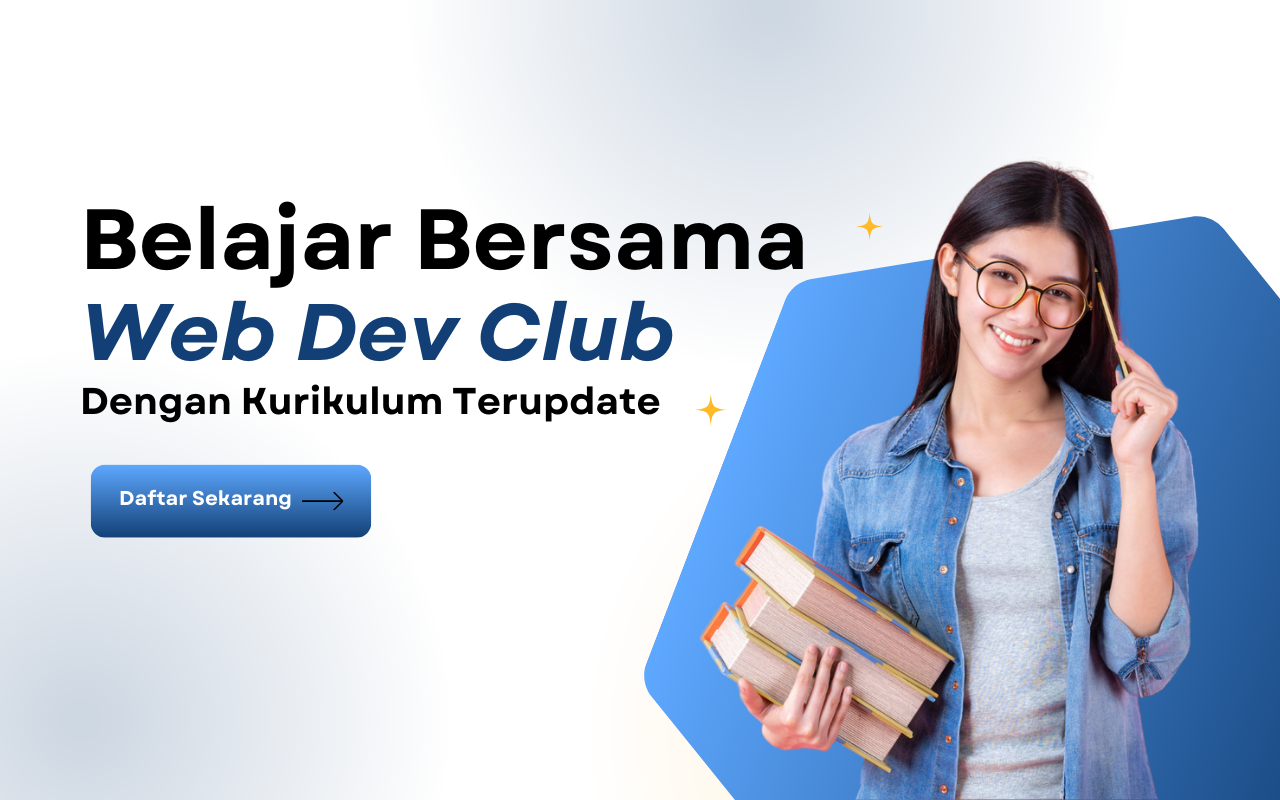 Belajar Bersama
Web Dev Club
Dengan Kurikulum Terupdate
Daftar Sekarang